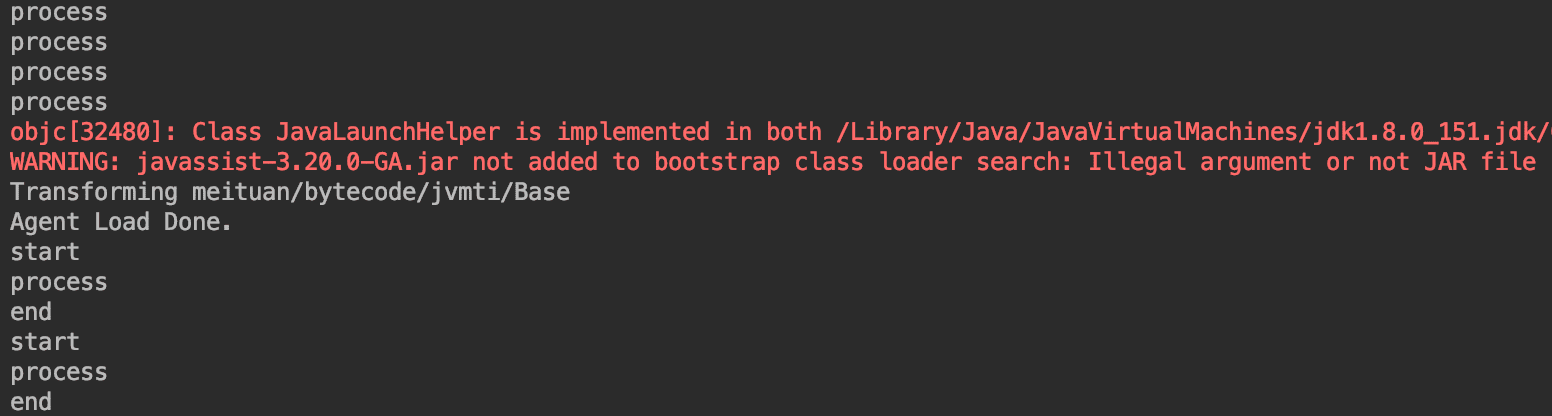 process
process
process
process
objc[32480]: Class JavaLaunchHelper is implemented in both /Library/Java/JavaVirtualMachines/jdk1.8.0_151.jdk/
WARNING: javassist-3.20.0-GA.jar not added to bootstrap class loader search: Illegal argument or not JAR file
Transforming meituan/bytecode/jvmti/Base
Agent Load Done.
start
process
end
start
process
end